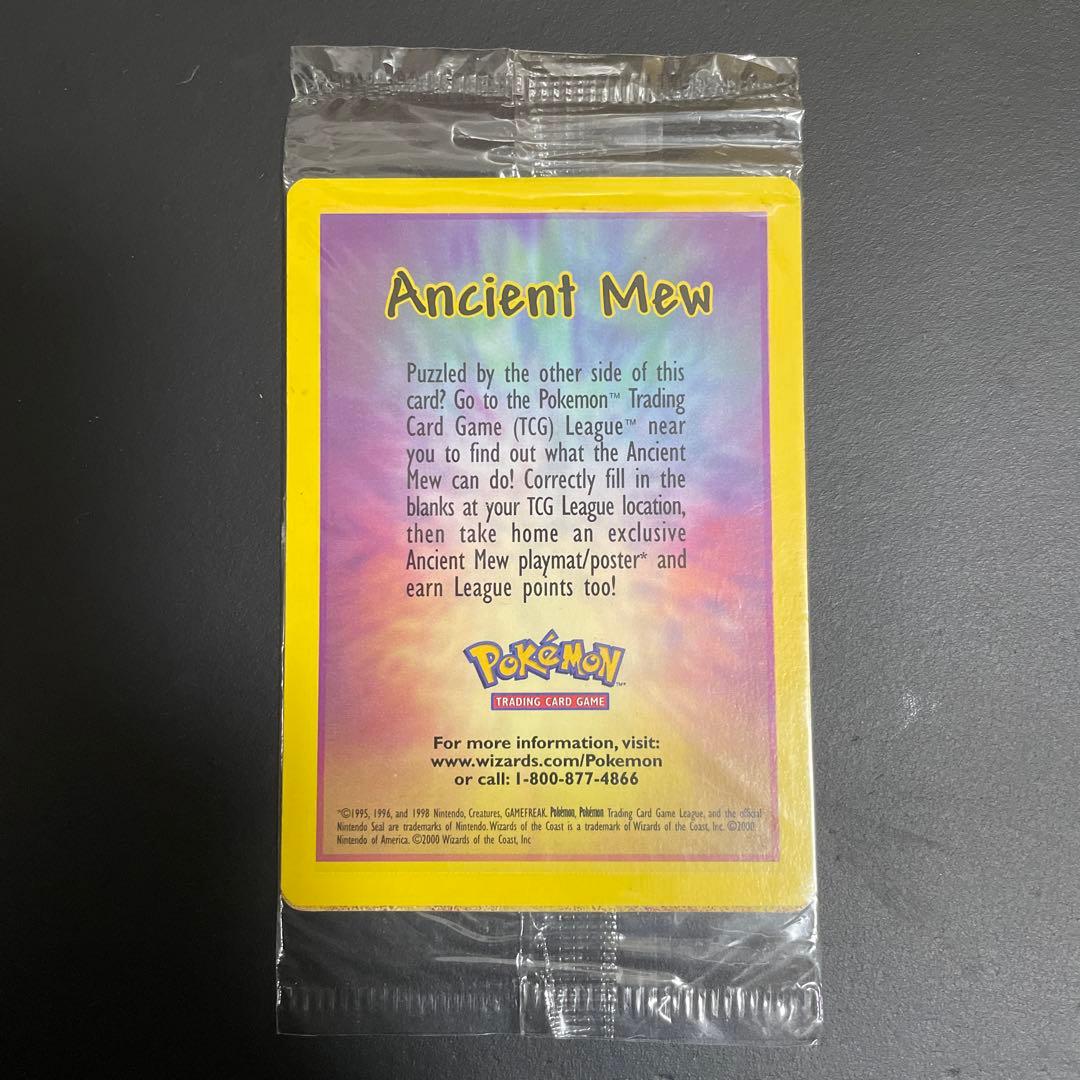 Ancient Mew
Puzzled by the other side of this
card? Go to the Pokemon™ Trading
Card Game (TCG) League™ near
you to find out what the Ancient
Mew can do! Correctly fill in the
blanks at your TCG League location,
then take home an exclusive
Ancient Mew playmat/poster* and
earn League points too!
POKéMON™
TRADING CARD GAME
For more information, visit:
www.wizards.com/Pokemon
or call: 1-800-877-4866
*©1995, 1996, and 1998 Nintendo, Creatures, GAMEFREAK. Pokémon, Pokémon Trading Card Game League, and the official
Nintendo Seal are trademarks of Nintendo. Wizards of the Coast is a trademark of Wizards of the Coast, Inc. ©2000
Nintendo of America. ©2000 Wizards of the Coast, Inc